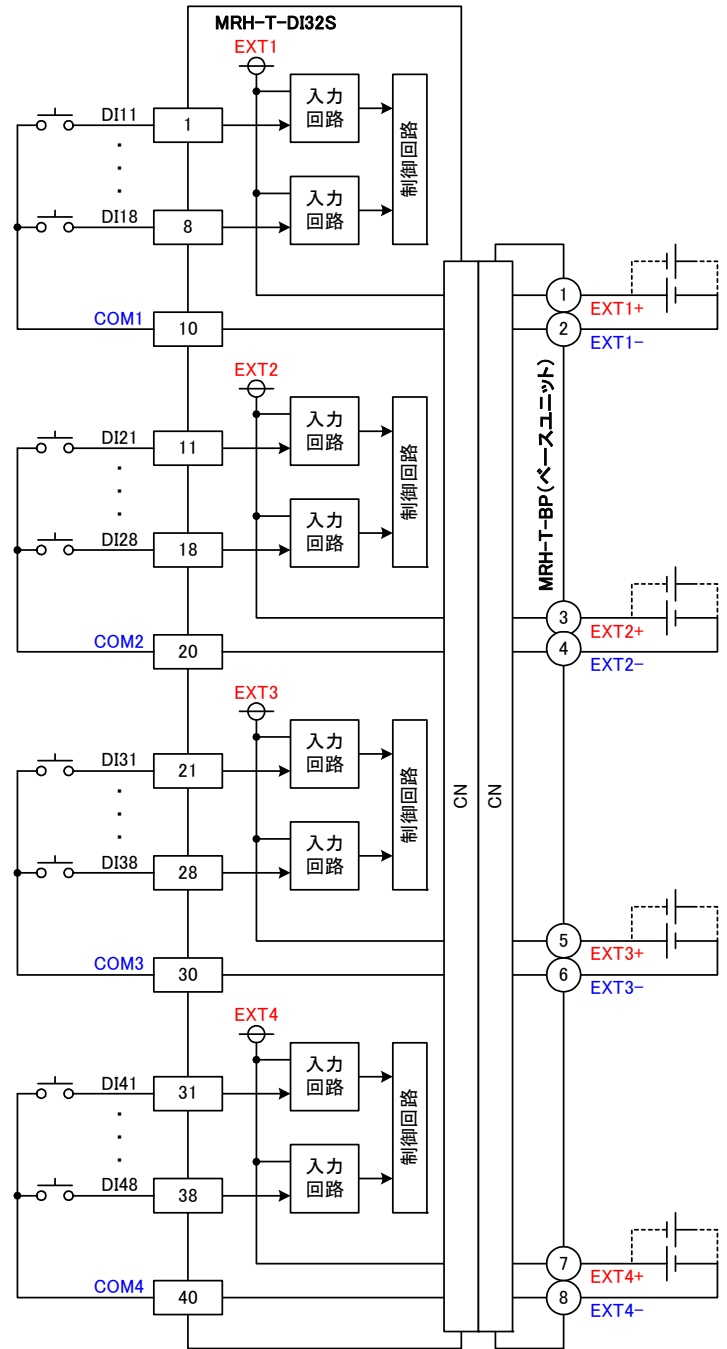 MRH-T-DI32S
EXT1
DI11
1
入力
回路
制御回路
DI18
8
入力
回路
COM1
10
1
EXT1+
2
EXT1-
MRH-T-BP(ベースユニット)
EXT2
DI21
11
入力
回路
制御回路
DI28
18
入力
回路
COM2
20
3
EXT2+
4
EXT2-
EXT3
DI31
21
入力
回路
制御回路
CN
CN
DI38
28
入力
回路
COM3
30
5
EXT3+
6
EXT3-
EXT4
DI41
31
入力
回路
制御回路
DI48
38
入力
回路
COM4
40
7
EXT4+
8
EXT4-